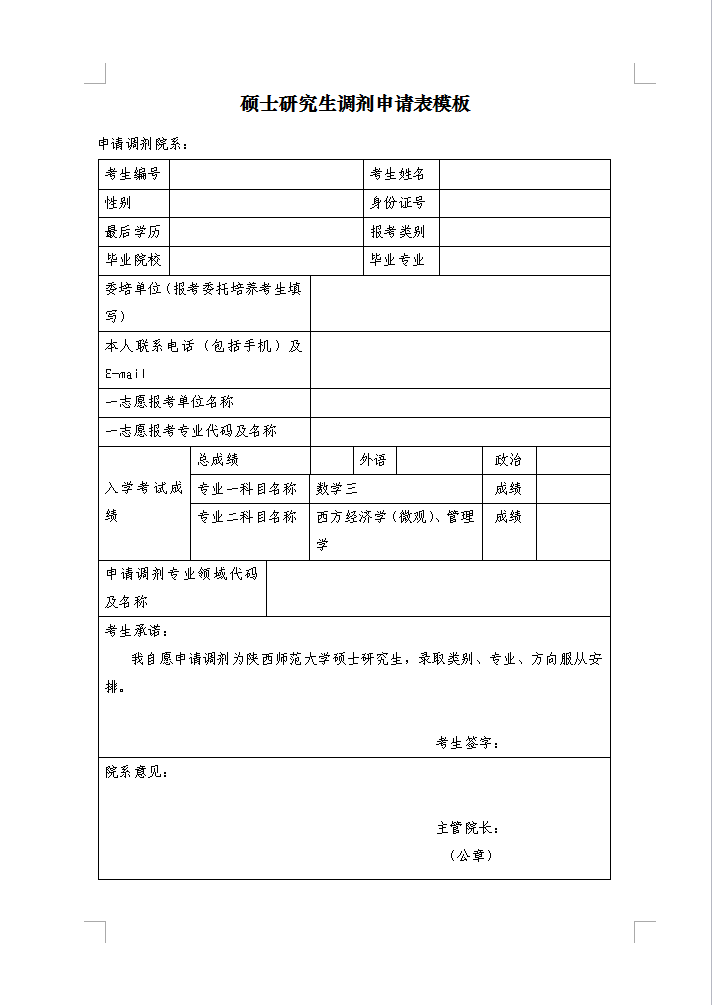 硕士研究生调剂申请表模板
申请调剂院系：
考生编号 考生姓名
性别 身份证号
最后学历 报考类别
毕业院校 毕业专业
委培单位（报考委托培养考生填
写）
本人联系电话（包括手机）及
E-mail
一志愿报考单位名称
一志愿报考专业代码及名称
总成绩 外语 政治
入学考试成
绩
专业一科目名称 数学三 成绩
专业二科目名称 西方经济学（微观）、管理
学
成绩
申请调剂专业领域代码
及名称
考生承诺：
我自愿申请调剂为陕西师范大学硕士研究生，录取类别、专业、方向服从安
排。
考生签字：
院系意见：
主管院长：
（公章）